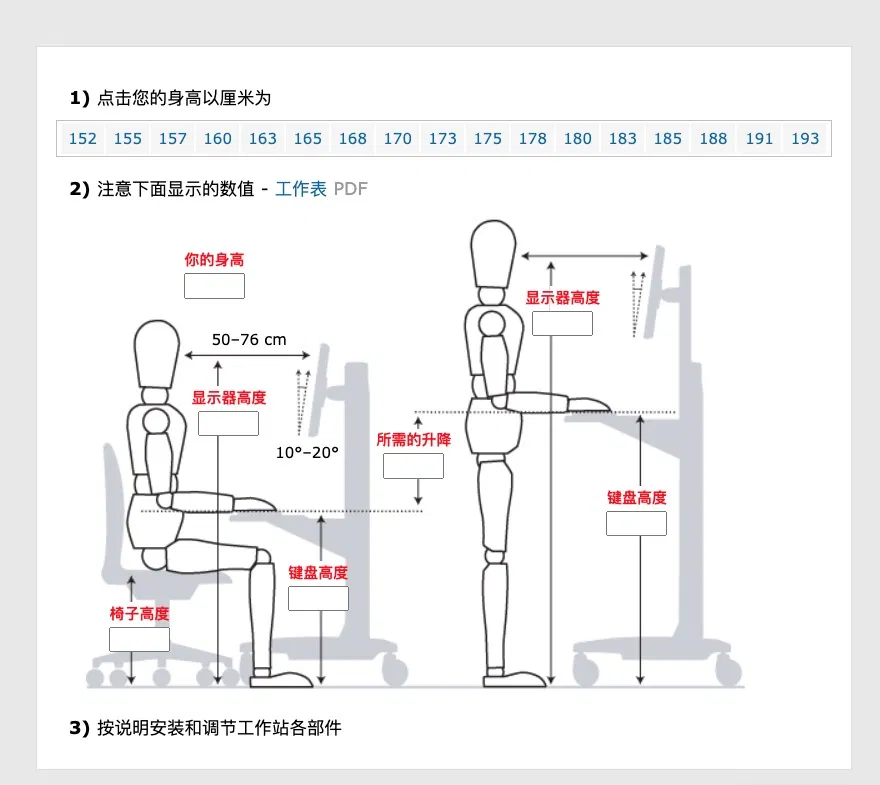 1) 点击您的身高以厘米为
152 155 157 160 163 165 168 170 173 175 178 180 183 185 188 191 193
2) 注意下面显示的数值 - 工作表 PDF
你的身高
50–76 cm
显示器高度
10°–20°
椅子高度
键盘高度
所需的升降
显示器高度
键盘高度
3) 按说明安装和调节工作站各部件